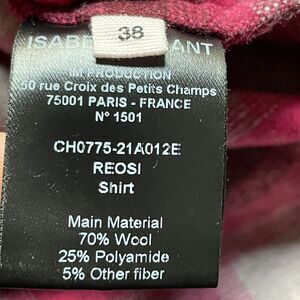 38
ANT
IM PRODUCTION
50 rue Croix des Petits Champs
75001 PARIS - FRANCE
N° 1501
CH0775-21A012E
REOSI
Shirt
Main Material
70% Wool
25% Polyamide
5% Other fiber